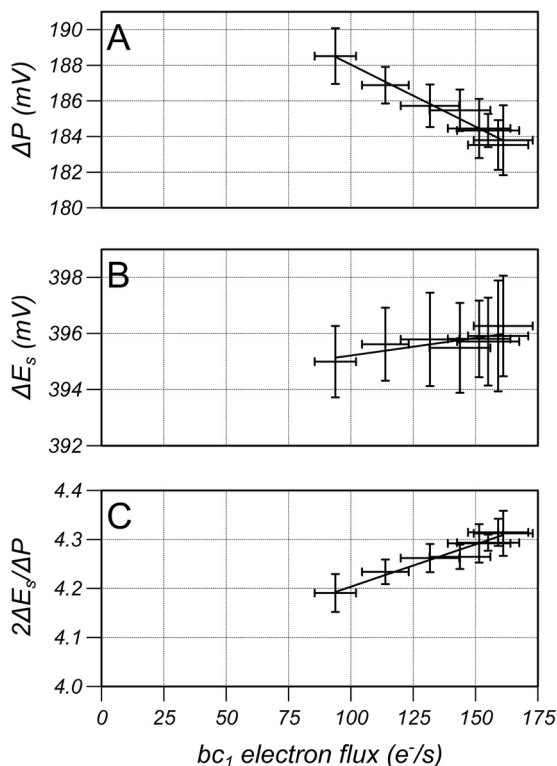 A
ΔP (mV)
190
188
186
184
182
180
B
ΔEs (mV)
398
396
394
392
C
2ΔEs/ΔP
4.4
4.3
4.2
4.1
4.0
0 25 50 75 100 125 150 175
bc1 electron flux (e-/s)